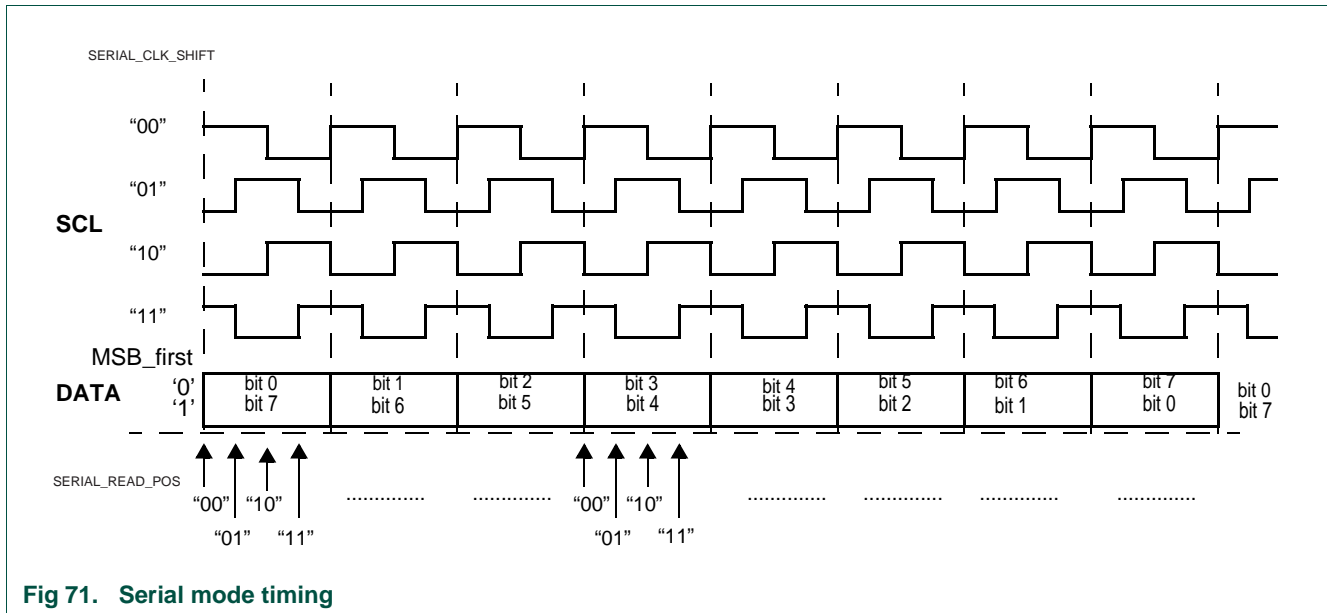 SERIAL_CLK_SHIFT
“00”
“01”
SCL
“10”
“11”
MSB_first
DATA
‘0’ bit 0 bit 1 bit 2 bit 3 bit 4 bit 5 bit 6 bit 7 bit 0
‘1’ bit 7 bit 6 bit 5 bit 4 bit 3 bit 2 bit 1 bit 0 bit 7
SERIAL_READ_POS
“00” “10” .............. .............. “00” “10” .............. .............. .............. ..............
“01” “11” “01” “11”
Fig 71. Serial mode timing